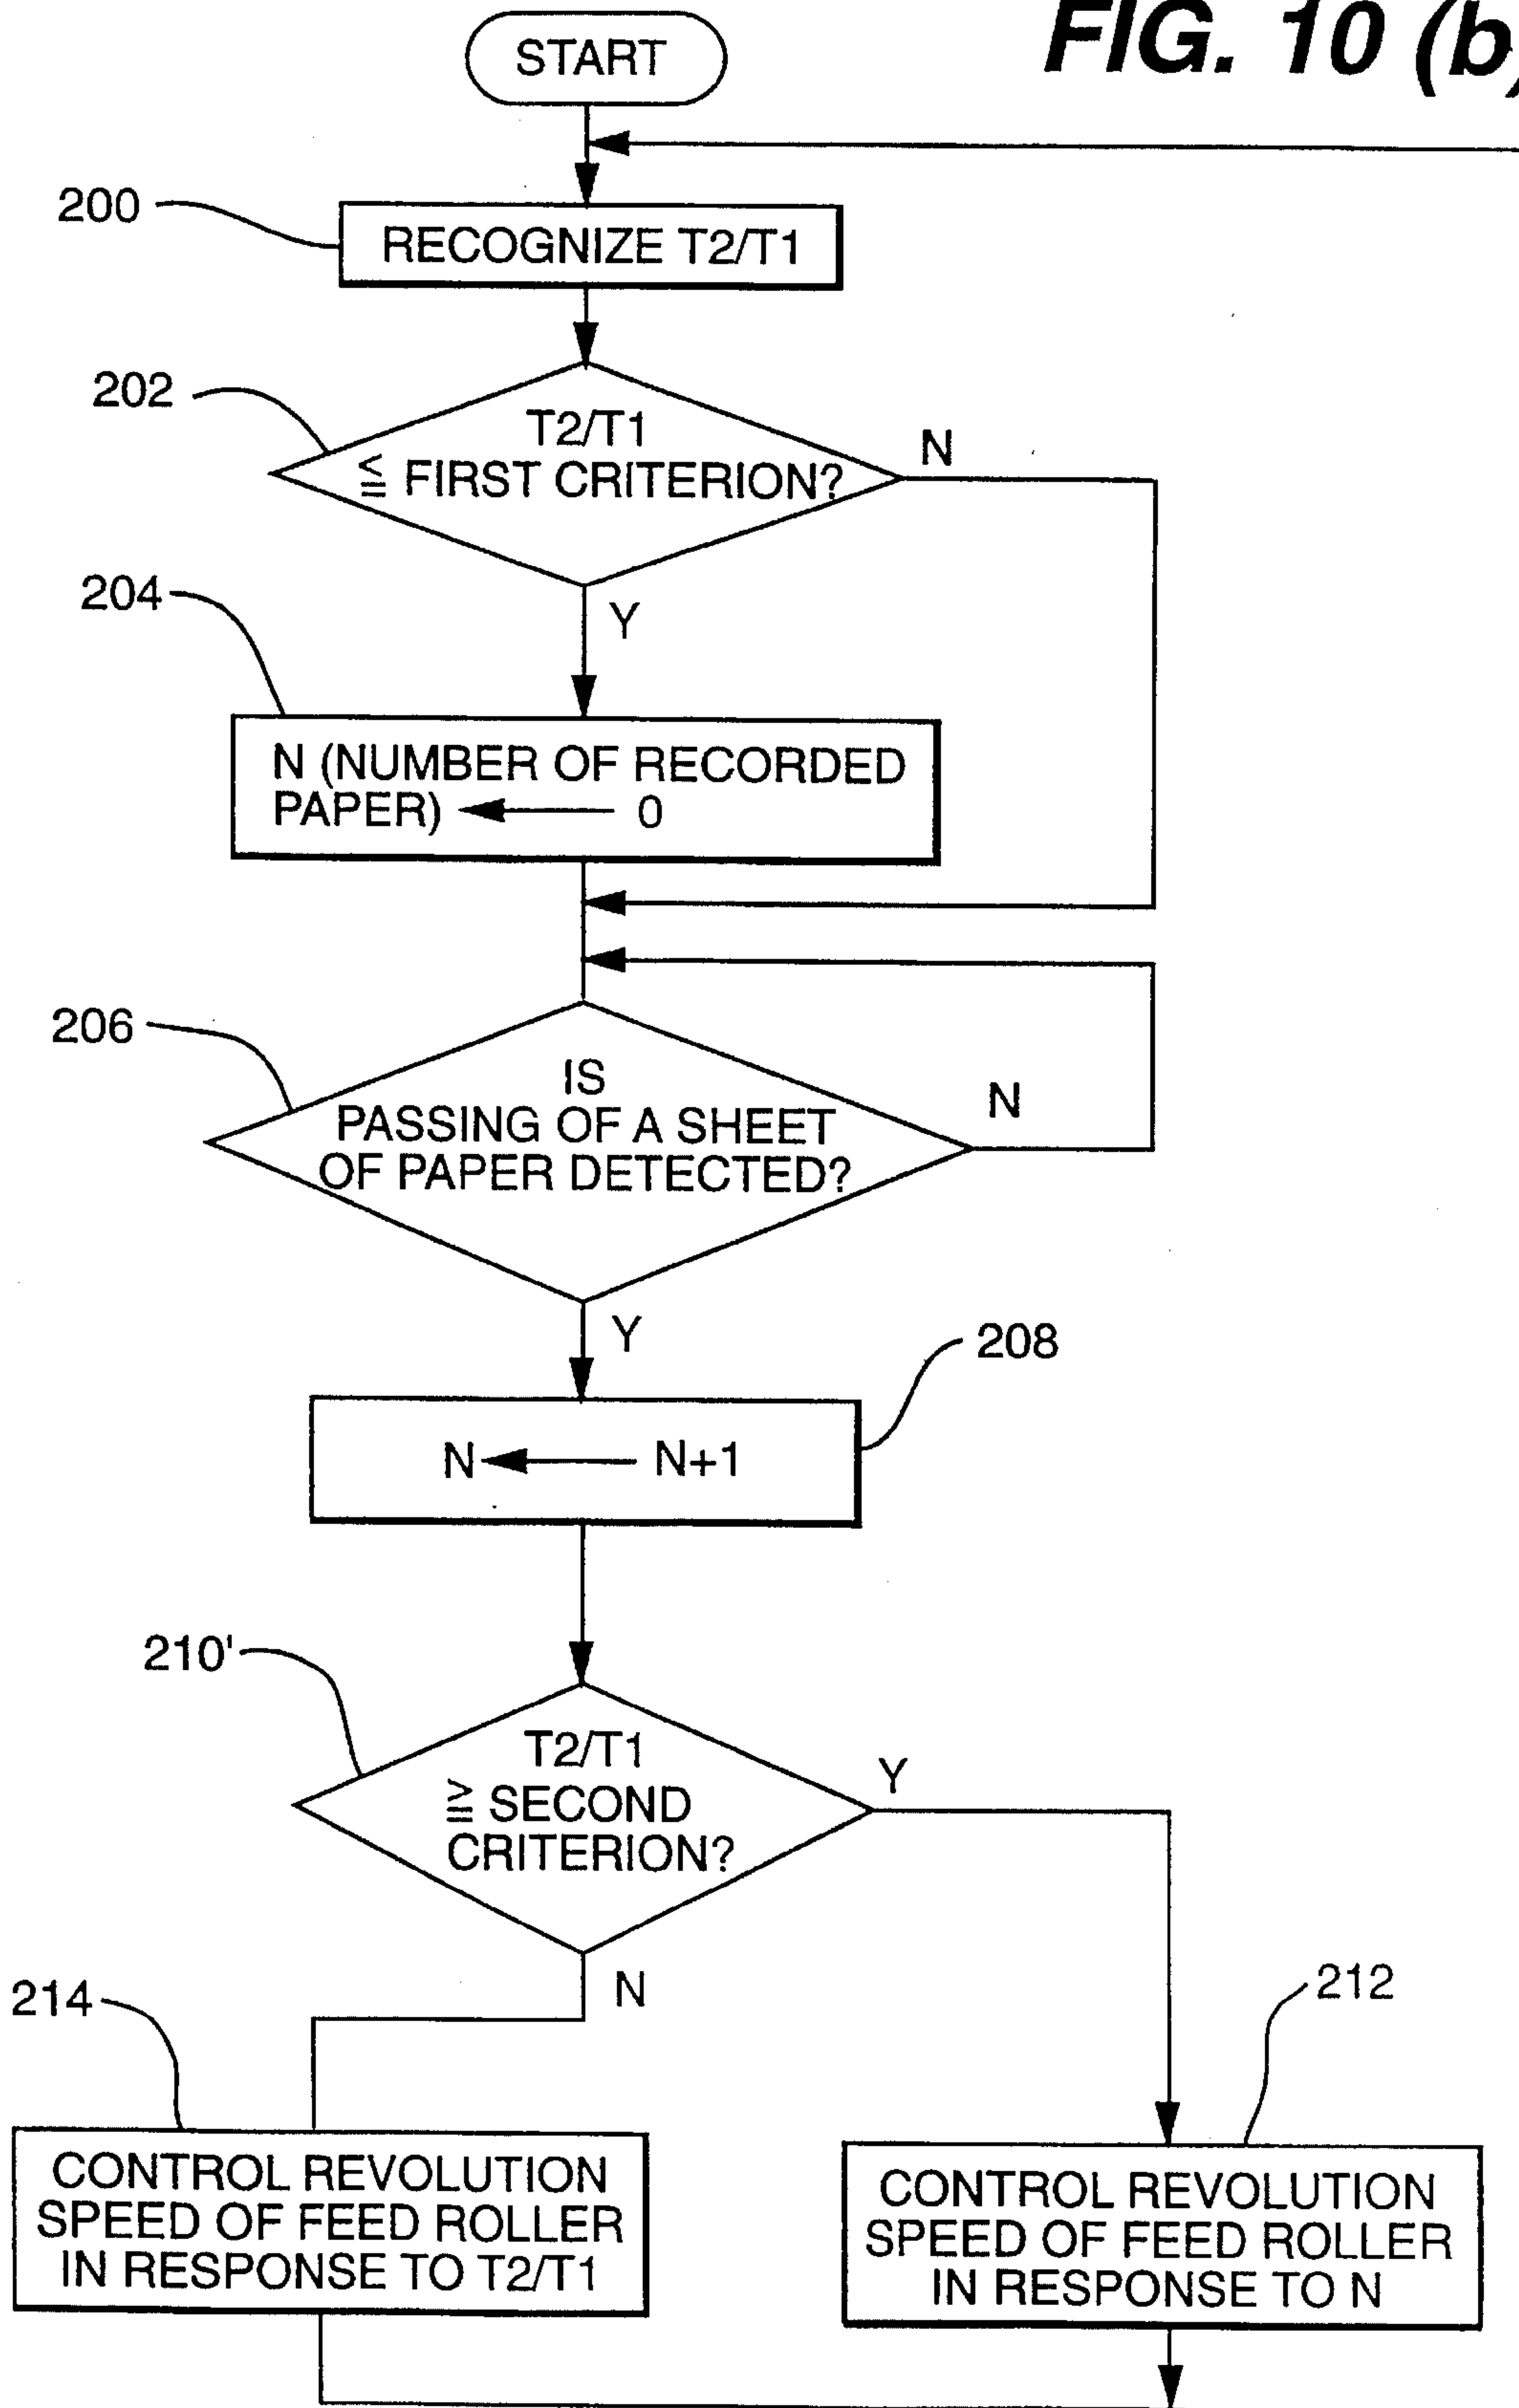 FIG. 10 (b)
START
200
RECOGNIZE T2/T1
202
T2/T1
≦ FIRST CRITERION?
N
204
Y
N (NUMBER OF RECORDED
PAPER) ← 0
206
IS
PASSING OF A SHEET
OF PAPER DETECTED?
N
Y
208
N ← N+1
210'
T2/T1
≧ SECOND
CRITERION?
Y
N
214
212
CONTROL REVOLUTION
SPEED OF FEED ROLLER
IN RESPONSE TO T2/T1
CONTROL REVOLUTION
SPEED OF FEED ROLLER
IN RESPONSE TO N